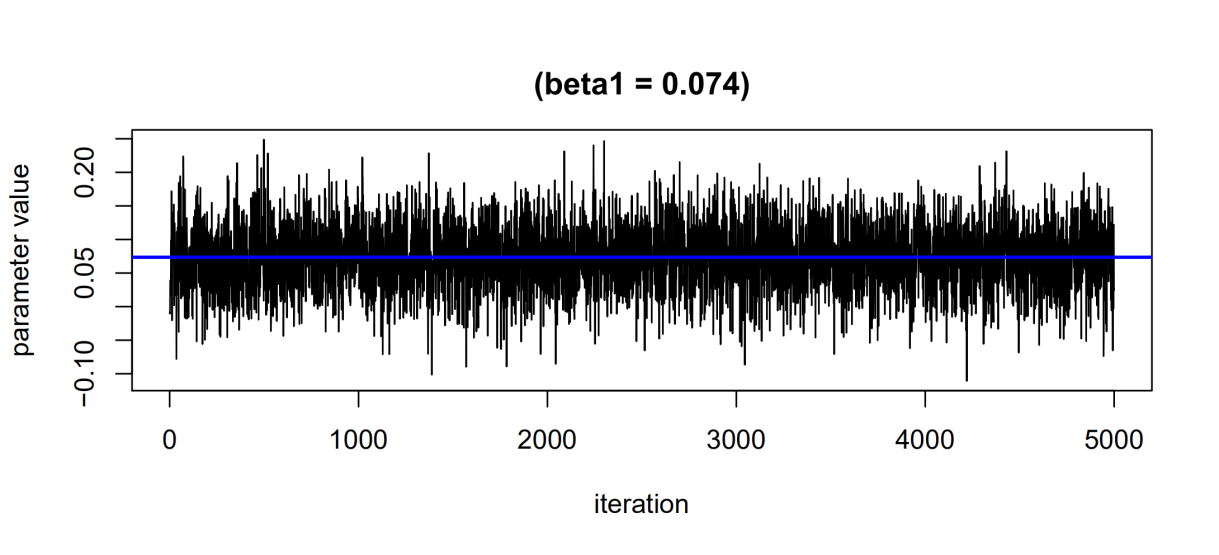 (beta1 = 0.074)
parameter value
0.20
0.05
−0.10
0 1000 2000 3000 4000 5000
iteration